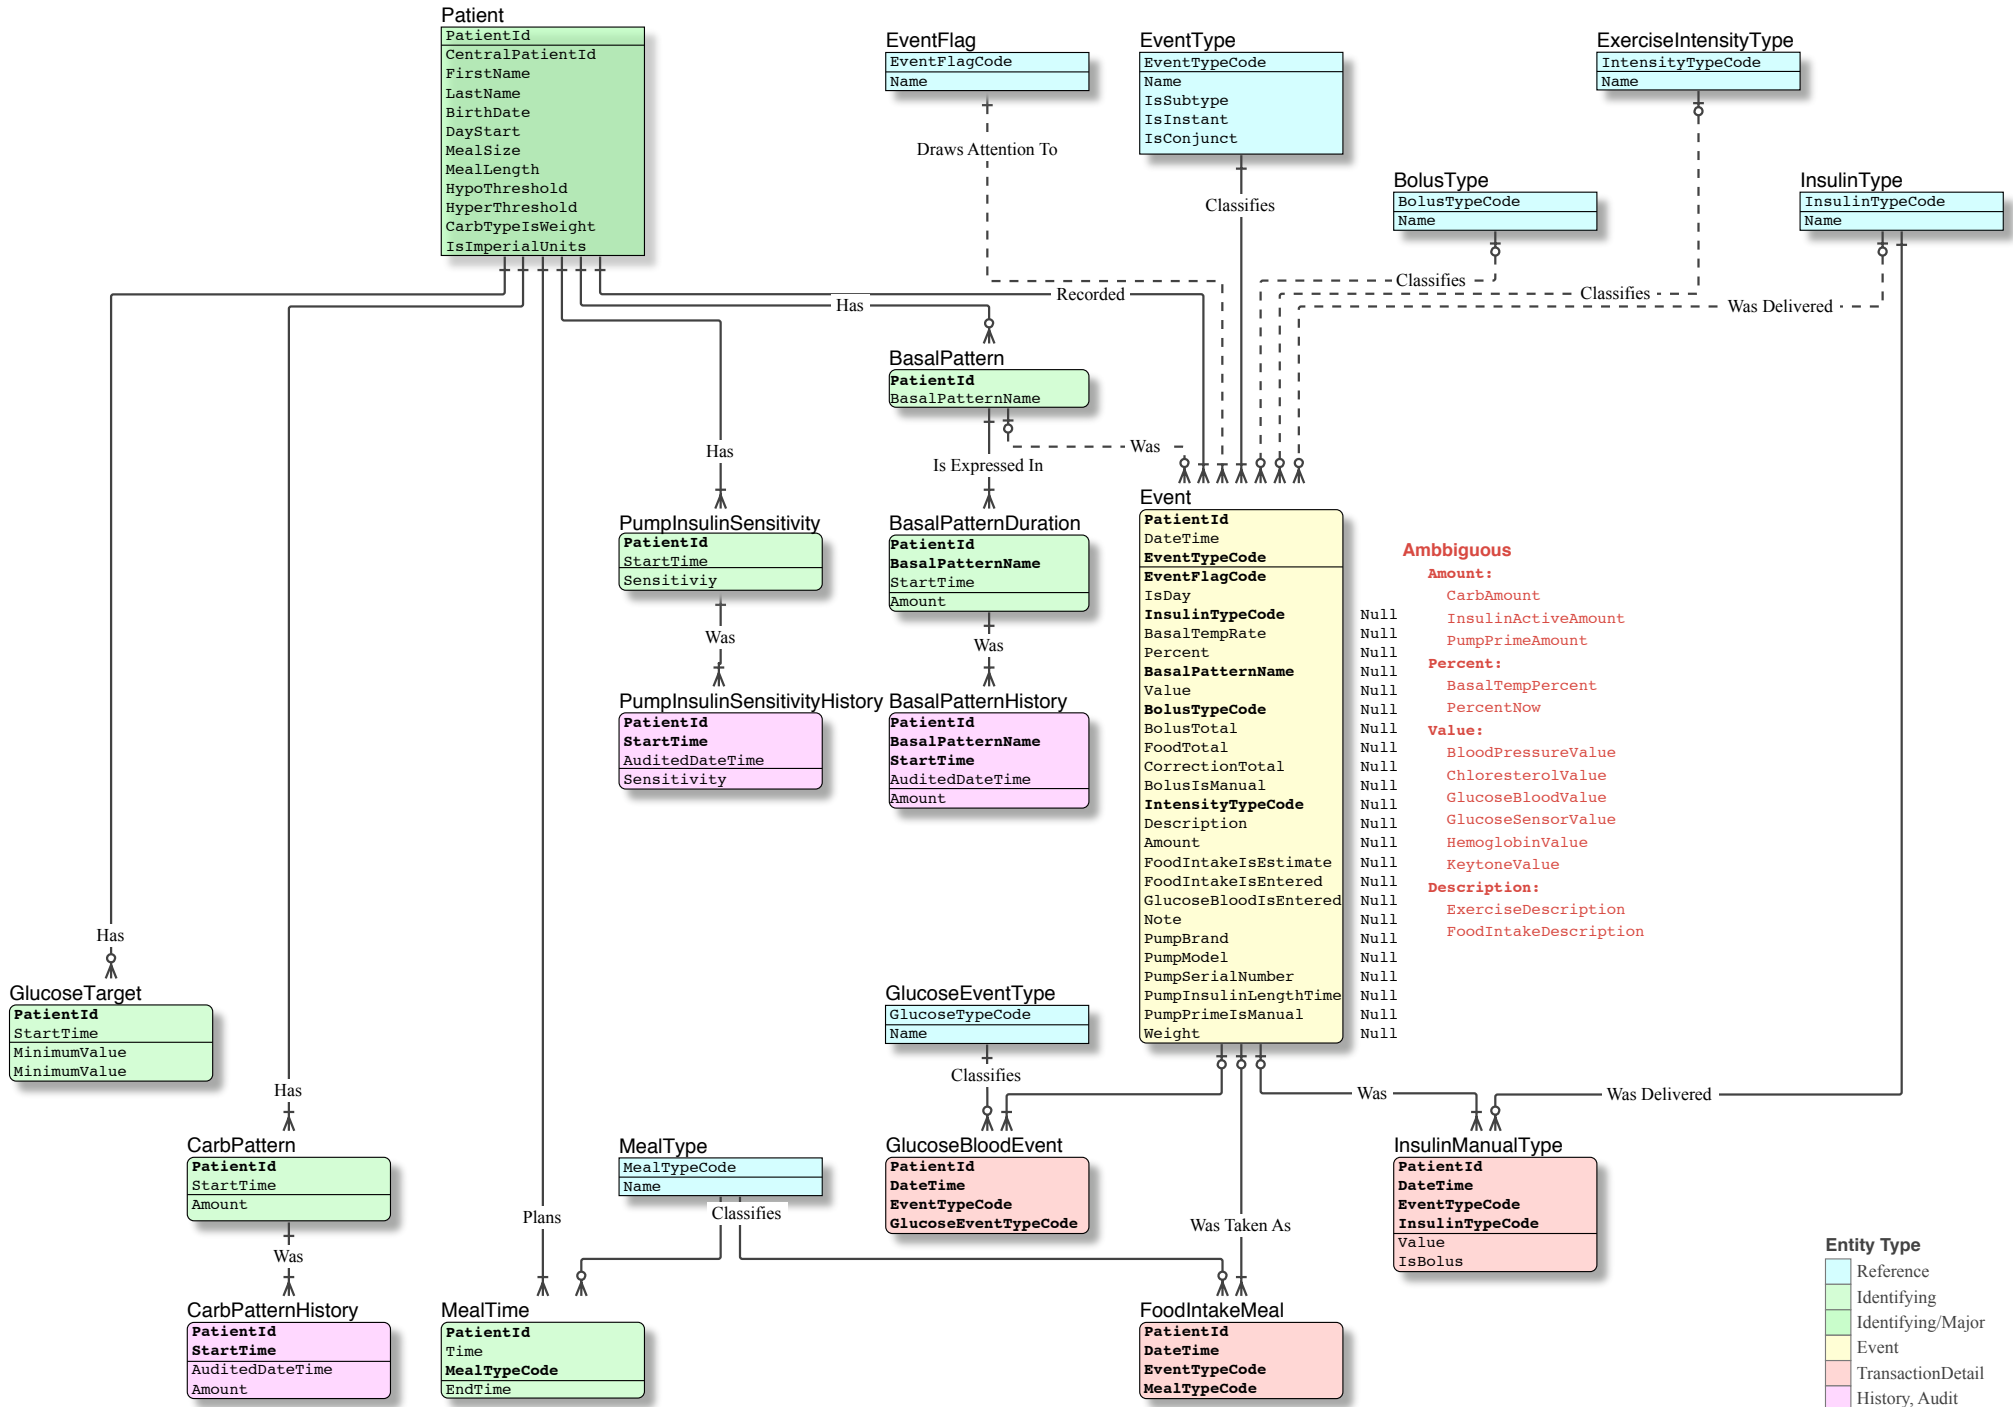 Patient
PatientId
CentralPatientId
FirstName
LastName
BirthDate
DayStart
MealSize
MealLength
HypoThreshold
HyperThreshold
CarbTypeIsWeight
IsImperialUnits
EventFlag
EventFlagCode
Name
Draws Attention To
EventType
EventTypeCode
Name
IsSubtype
IsInstant
IsConjunct
Classifies
ExerciseIntensityType
IntensityTypeCode
Name
BolusType
BolusTypeCode
Name
InsulinType
InsulinTypeCode
Name
Classifies
Classifies
Was Delivered
Recorded
Has
BasalPattern
PatientId
BasalPatternName
Was
Has
Is Expressed In
PumpInsulinSensitivity
PatientId
StartTime
Sensitiviy
Was
BasalPatternDuration
PatientId
BasalPatternName
StartTime
Amount
Was
PumpInsulinSensitivityHistory
PatientId
StartTime
AuditedDateTime
Sensitivity
BasalPatternHistory
PatientId
BasalPatternName
StartTime
AuditedDateTime
Amount
Event
PatientId
DateTime
EventTypeCode
EventFlagCode
IsDay
InsulinTypeCode Null
BasalTempRate Null
Percent Null
BasalPatternName Null
Value Null
BolusTypeCode Null
BolusTotal Null
FoodTotal Null
CorrectionTotal Null
BolusIsManual Null
IntensityTypeCode Null
Description Null
Amount Null
FoodIntakeIsEstimate Null
FoodIntakeIsEntered Null
GlucoseBloodIsEntered Null
Note Null
PumpBrand Null
PumpModel Null
PumpSerialNumber Null
PumpInsulinLengthTime Null
PumpPrimeIsManual Null
Weight Null
Ambbiguous
Amount:
CarbAmount
InsulinActiveAmount
PumpPrimeAmount
Percent:
BasalTempPercent
PercentNow
Value:
BloodPressureValue
ChloresterolValue
GlucoseBloodValue
GlucoseSensorValue
HemoglobinValue
KeytoneValue
Description:
ExerciseDescription
FoodIntakeDescription
Has
GlucoseTarget
PatientId
StartTime
MinimumValue
MinimumValue
Has
CarbPattern
PatientId
StartTime
Amount
Was
CarbPatternHistory
PatientId
StartTime
AuditedDateTime
Amount
Plans
MealTime
PatientId
Time
MealTypeCode
EndTime
MealType
MealTypeCode
Name
Classifies
GlucoseEventType
GlucoseTypeCode
Name
Classifies
GlucoseBloodEvent
PatientId
DateTime
EventTypeCode
GlucoseEventTypeCode
Was Taken As
FoodIntakeMeal
PatientId
DateTime
EventTypeCode
MealTypeCode
Was
Was Delivered
InsulinManualType
PatientId
DateTime
EventTypeCode
InsulinTypeCode
Value
IsBolus
Entity Type
Reference
Identifying
Identifying/Major
Event
TransactionDetail
History, Audit